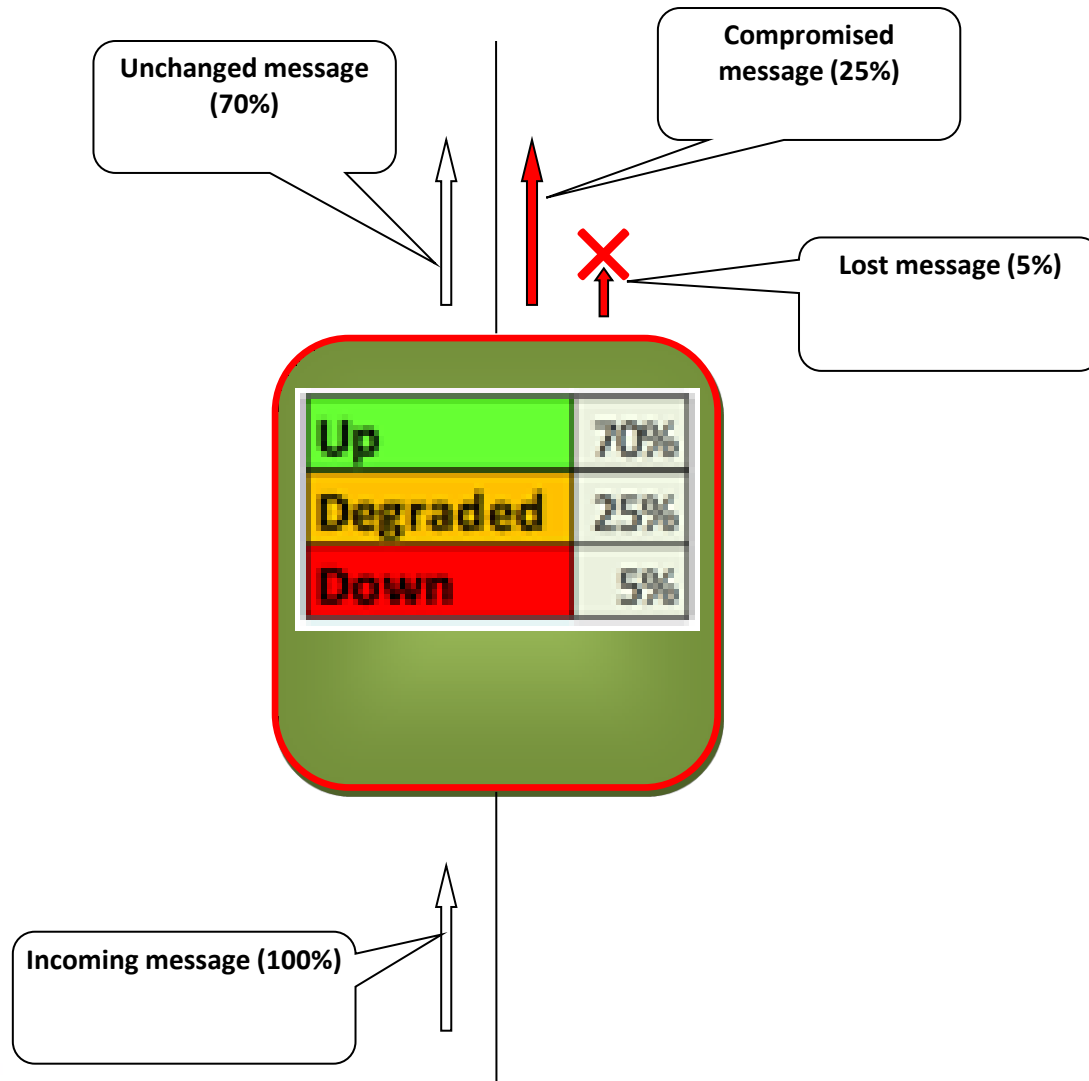 Unchanged message
(70%)
Compromised
message (25%)
Lost message (5%)
Up 70%
Degraded 25%
Down 5%
Incoming message (100%)